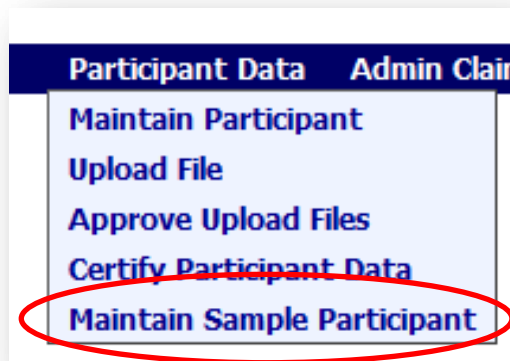 Participant Data Admin Clai
Maintain Participant
Upload File
Approve Upload Files
Certify Participant Data
Maintain Sample Participant